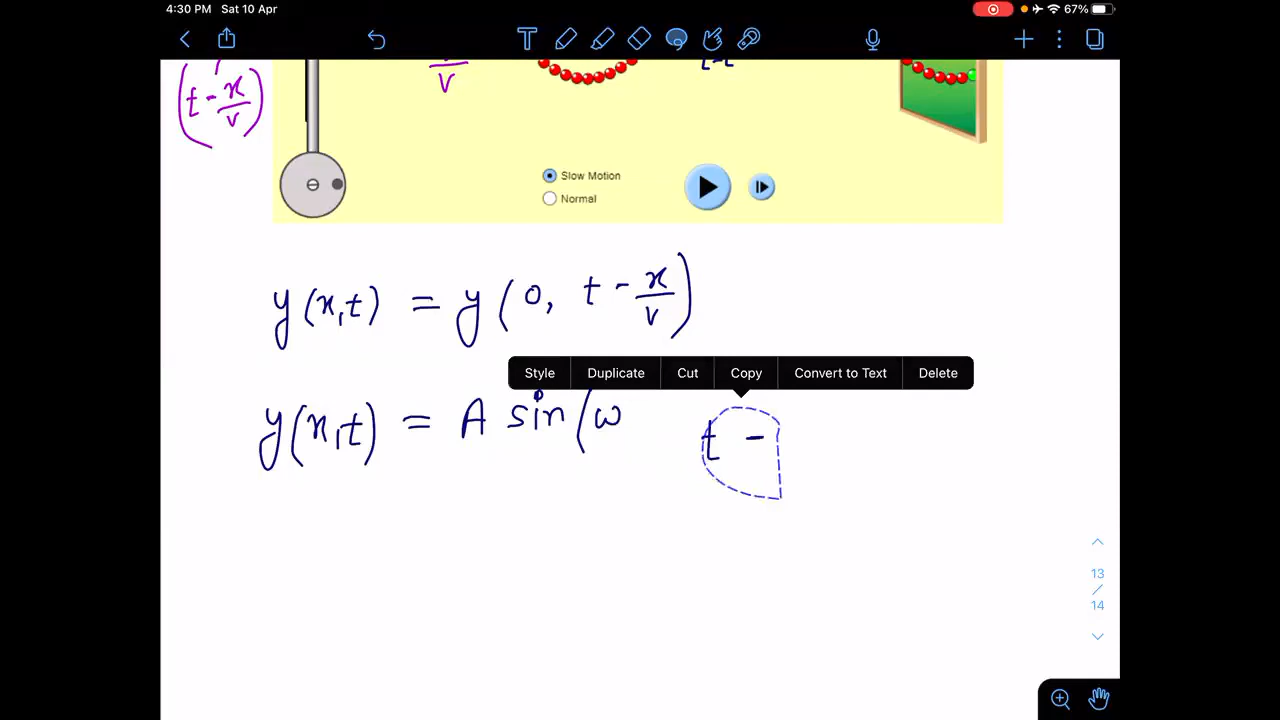 4:30 PM Sat 10 Apr 67%
T
(t - x/v)
v
Slow Motion
Normal
y(x,t) = y(0, t - x/v)
Style Duplicate Cut Copy Convert to Text Delete
y(x,t) = A sin(ω t -
13
/
14